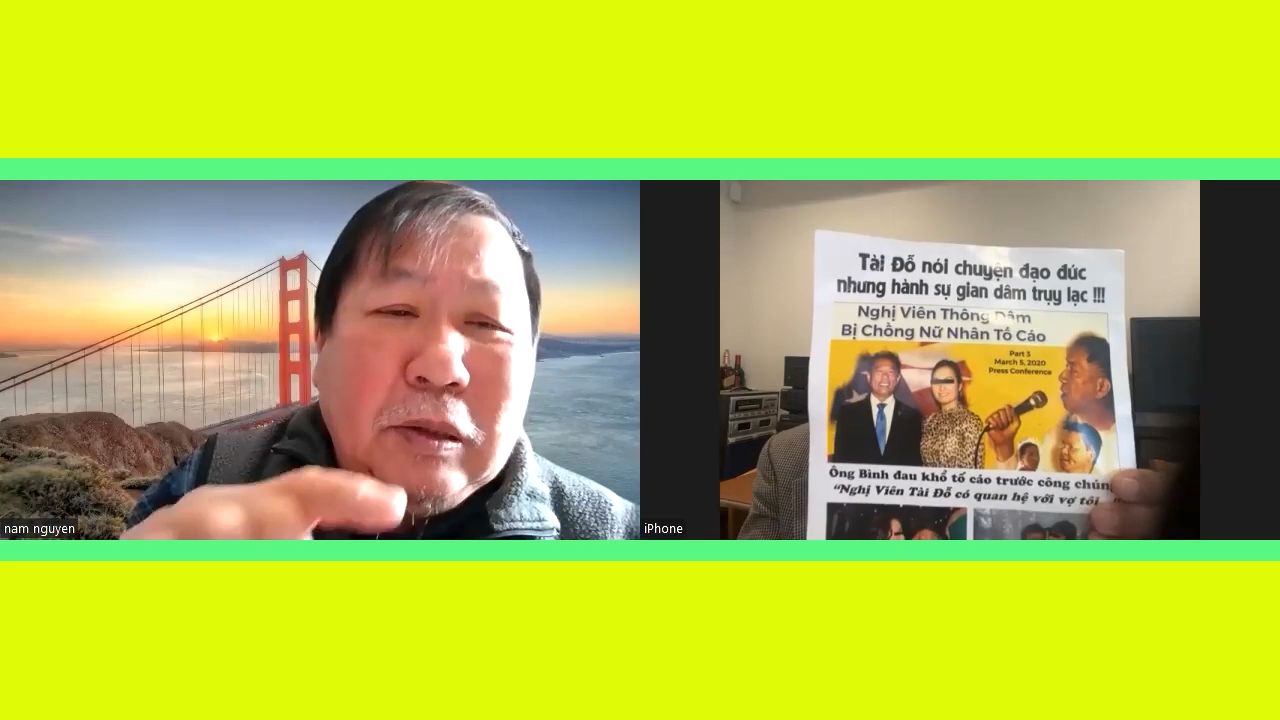 Tài Đỗ nói chuyện đạo đức
nhưng hành sự gian dâm trụy lạc !!!
Nghị Viên Thông Dâm
Bị Chồng Nữ Nhân Tố Cáo
Part 3
March 5, 2020
Press Conference
Ông Bình đau khổ tố cáo trước công chúng
“Nghị Viên Tài Đỗ có quan hệ với vợ tôi
nam nguyen
iPhone